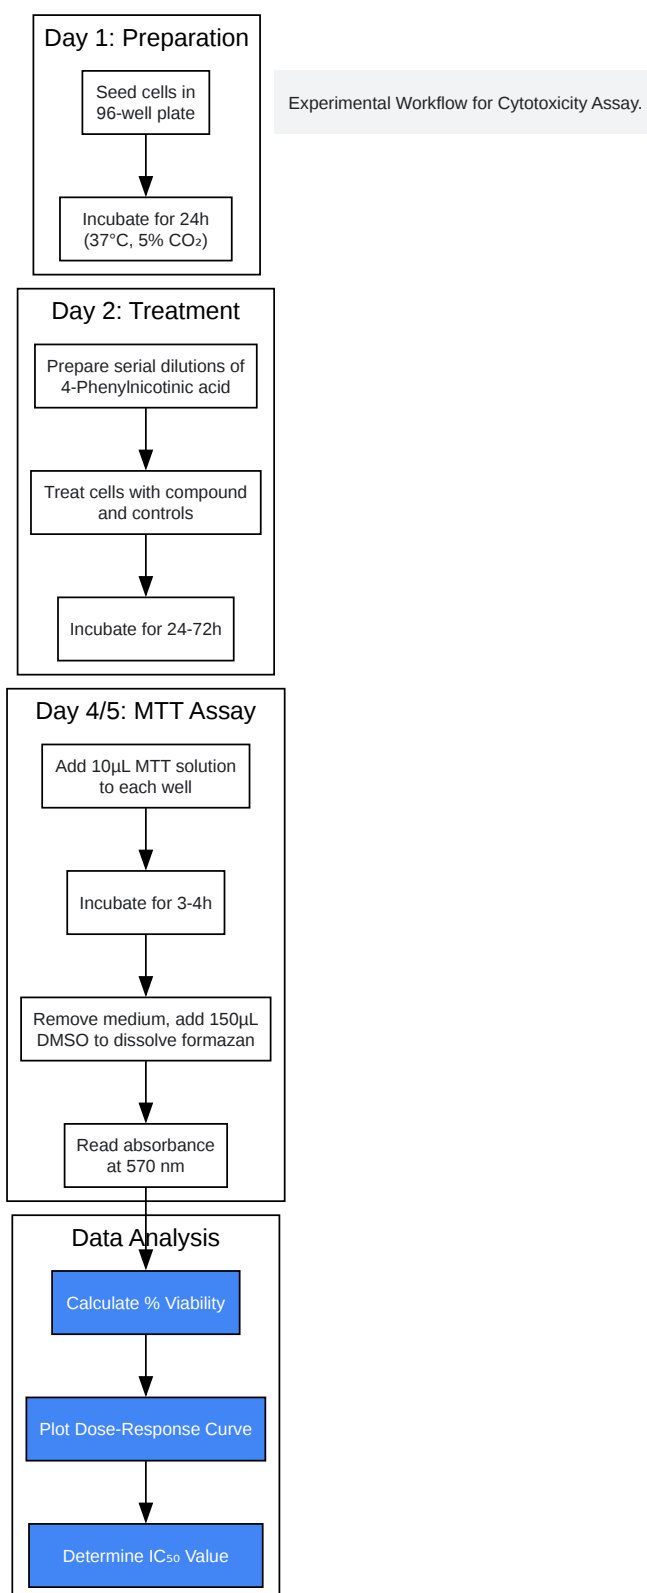 Day 1: Preparation
Seed cells in
96-well plate
Experimental Workflow for Cytotoxicity Assay.
Incubate for 24h
(37°C, 5% CO₂)
Day 2: Treatment
Prepare serial dilutions of
4-Phenylnicotinic acid
Treat cells with compound
and controls
Incubate for 24-72h
Day 4/5: MTT Assay
Add 10µL MTT solution
to each well
Incubate for 3-4h
Remove medium, add 150µL
DMSO to dissolve formazan
Read absorbance
at 570 nm
Data Analysis
Calculate % Viability
Plot Dose-Response Curve
Determine IC₅₀ Value